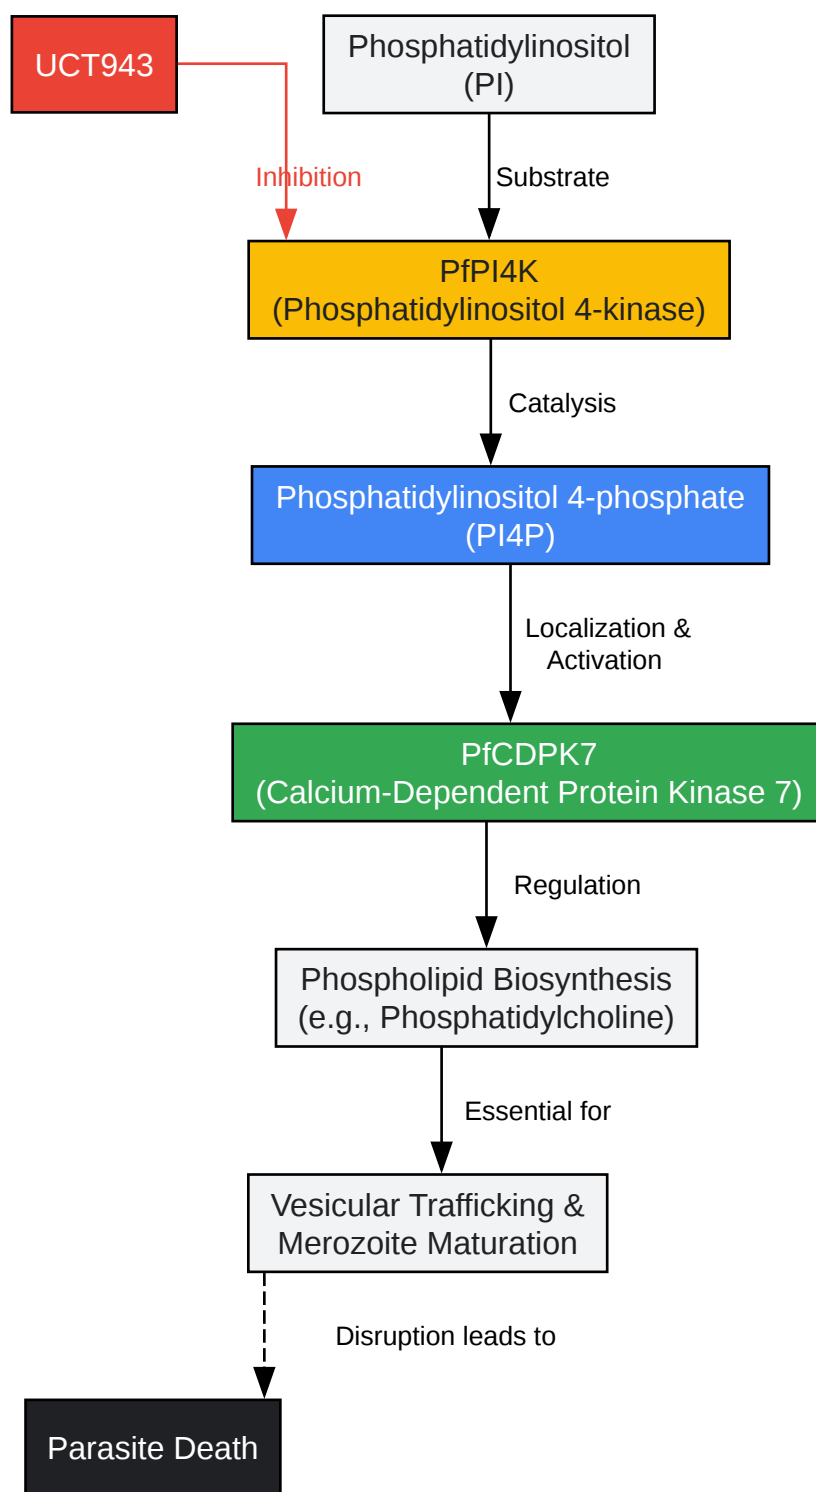 UCT943
Phosphatidylinositol
(PI)
Inhibition
Substrate
PfPI4K
(Phosphatidylinositol 4-kinase)
Catalysis
Phosphatidylinositol 4-phosphate
(PI4P)
Localization &
Activation
PfCDPK7
(Calcium-Dependent Protein Kinase 7)
Regulation
Phospholipid Biosynthesis
(e.g., Phosphatidylcholine)
Essential for
Vesicular Trafficking &
Merozoite Maturation
Disruption leads to
Parasite Death